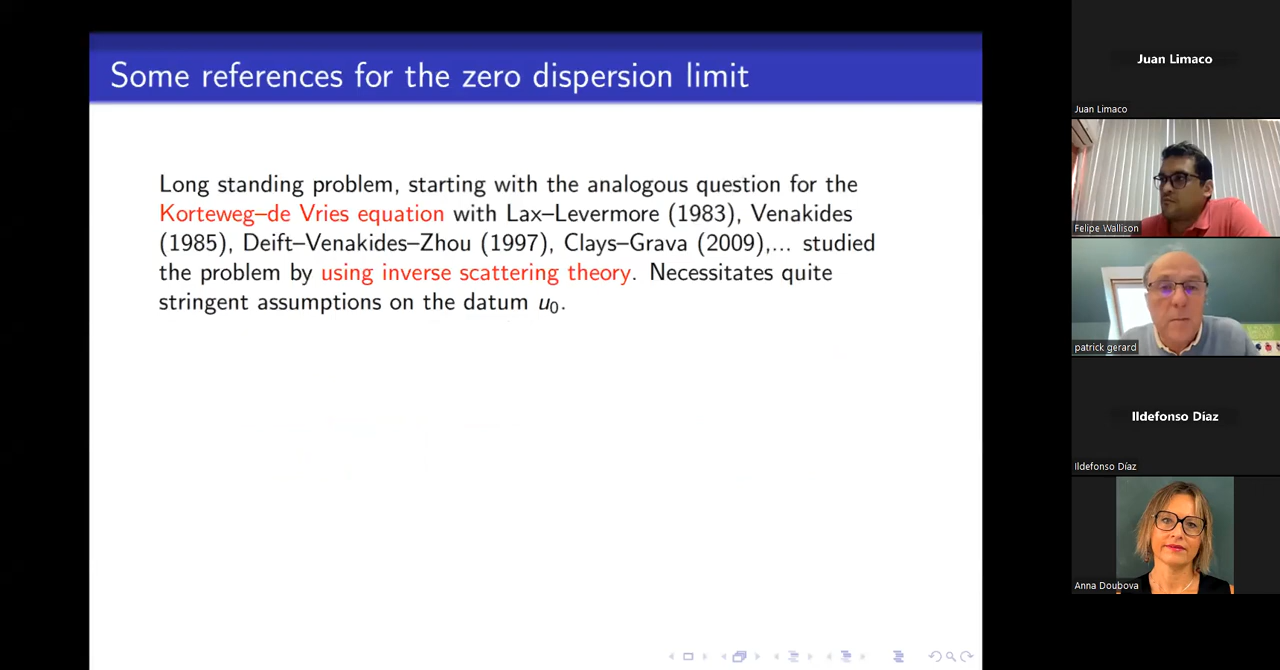 Some references for the zero dispersion limit
Long standing problem, starting with the analogous question for the
Korteweg–de Vries equation with Lax–Levermore (1983), Venakides
(1985), Deift–Venakides–Zhou (1997), Clays–Grava (2009),... studied
the problem by using inverse scattering theory. Necessitates quite
stringent assumptions on the datum u₀.
Juan Limaco
Juan Limaco
Felipe Wallison
patrick gerard
Ildefonso Díaz
Ildefonso Díaz
Anna Doubova